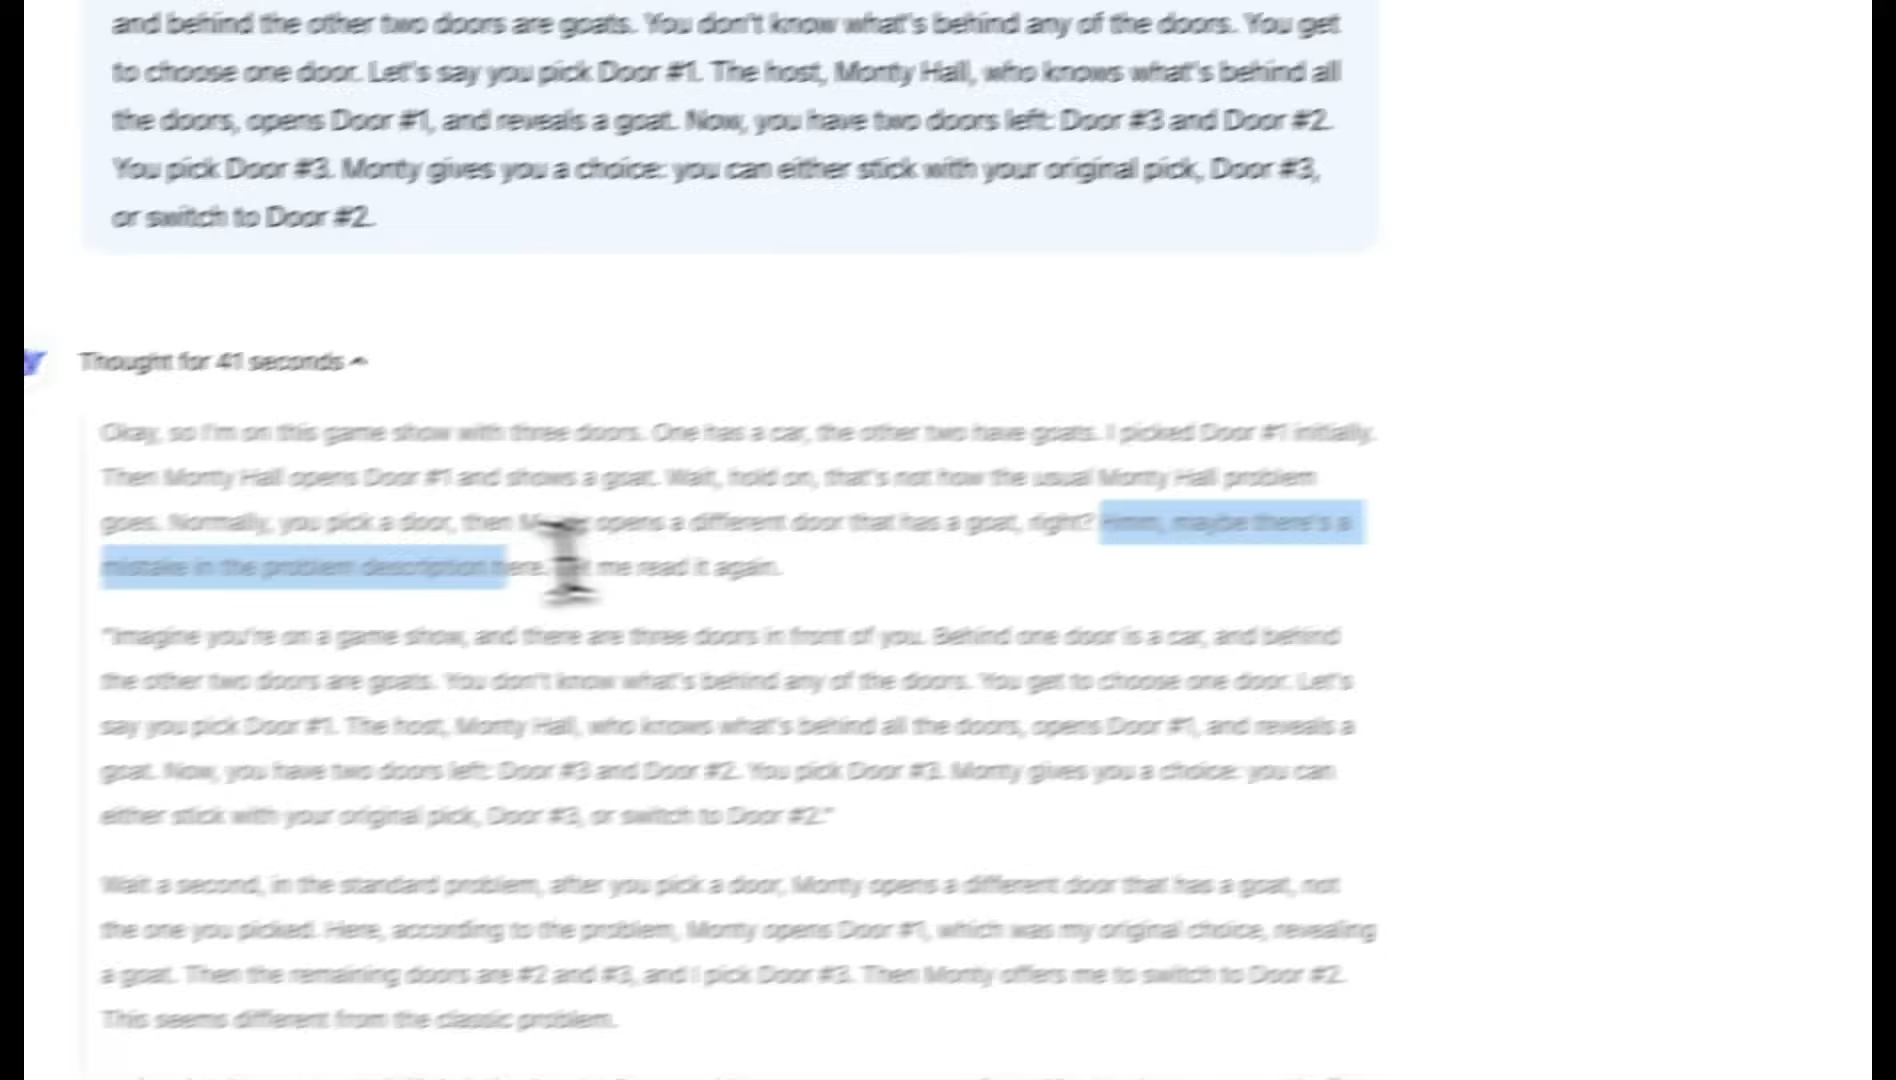 and behind the other two doors are goats. You don't know what's behind any of the doors. You get
to choose one door. Let's say you pick Door #1. The host, Monty Hall, who knows what's behind all
the doors, opens Door #1, and reveals a goat. Now, you have two doors left: Door #3 and Door #2.
You pick Door #3. Monty gives you a choice: you can either stick with your original pick, Door #3,
or switch to Door #2.
Thought for 41 seconds
Okay, so I'm on this game show with three doors. One has a car, the other two have goats. I picked Door #1 initially.
Then Monty Hall opens Door #1 and shows a goat. Wait, hold on, that's not how the usual Monty Hall problem
goes. Normally, you pick a door, then Monty opens a different door that has a goat, right? Hmm, maybe there's a
mistake in the problem description here. Let me read it again.
"Imagine you're on a game show, and there are three doors in front of you. Behind one door is a car, and behind
the other two doors are goats. You don't know what's behind any of the doors. You get to choose one door. Let's
say you pick Door #1. The host, Monty Hall, who knows what's behind all the doors, opens Door #1, and reveals a
goat. Now, you have two doors left: Door #3 and Door #2. You pick Door #3. Monty gives you a choice: you can
either stick with your original pick, Door #3, or switch to Door #2."
Wait a second, in the standard problem, after you pick a door, Monty opens a different door that has a goat, not
the one you picked. Here, according to the problem, Monty opens Door #1, which was my original choice, revealing
a goat. Then the remaining doors are #2 and #3, and I pick Door #3. Then Monty offers me to switch to Door #2.
This seems different from the classic problem.